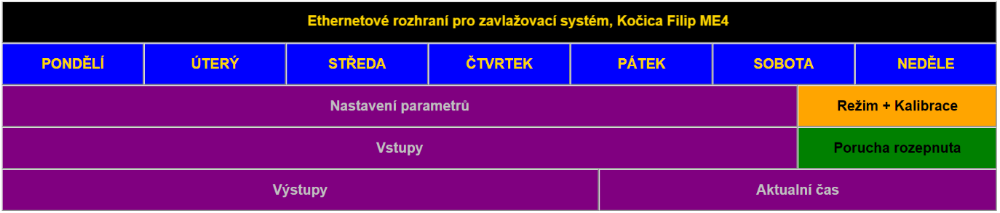 Ethernetové rozhraní pro zavlažovací systém, Kočica Filip ME4
PONDĚLÍ ÚTERÝ STŘEDA ČTVRTEK PÁTEK SOBOTA NEDĚLE
Nastavení parametrů Režim + Kalibrace
Vstupy Porucha rozepnuta
Výstupy Aktualní čas